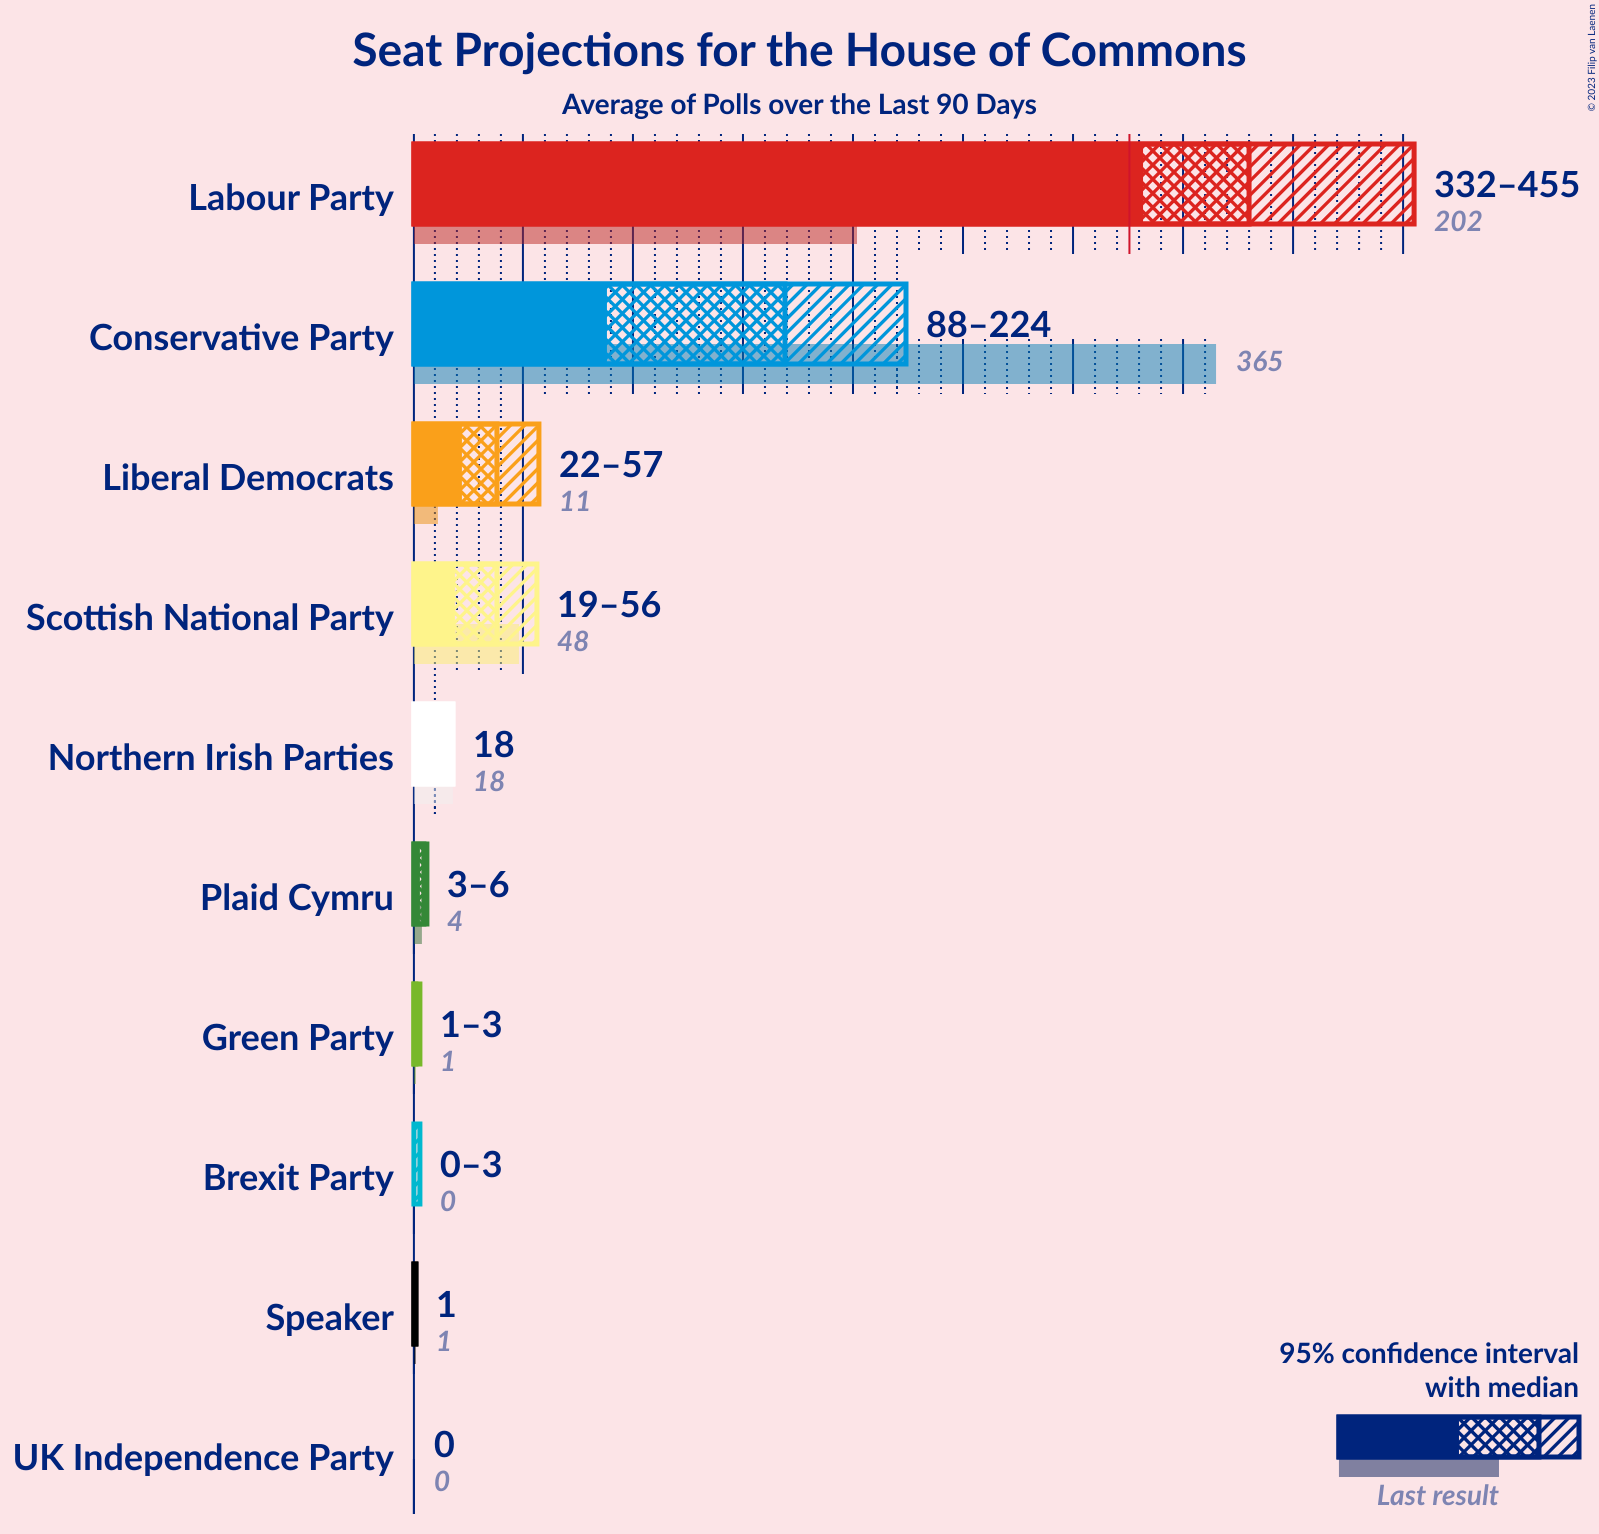 Seat Projections for the House of Commons
Average of Polls over the Last 90 Days
© 2023 Filip van Laenen
Labour Party
332–455
202
Conservative Party
88–224
365
Liberal Democrats
22–57
11
Scottish National Party
19–56
48
Northern Irish Parties
18
18
Plaid Cymru
3–6
4
Green Party
1–3
1
Brexit Party
0–3
0
Speaker
1
1
UK Independence Party
0
0
95% confidence interval
with median
Last result